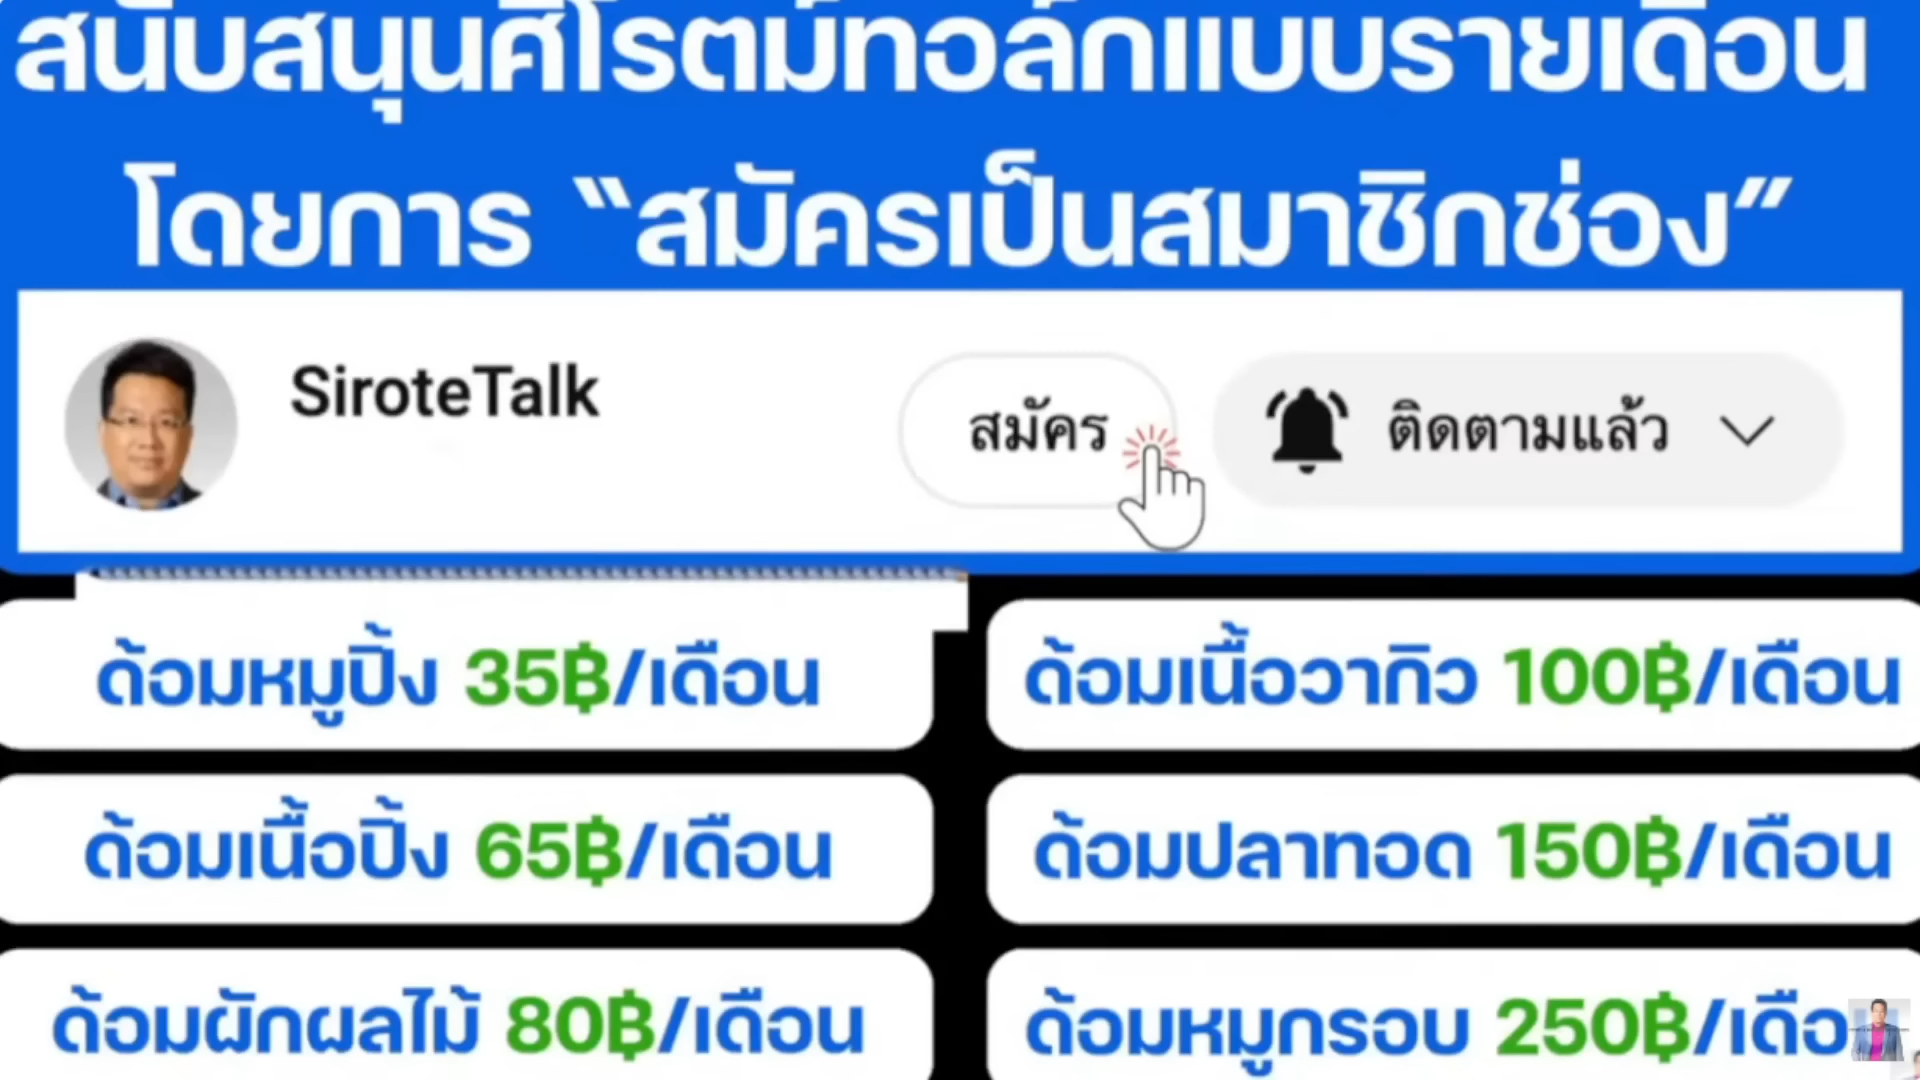 สนับสนุนศิโรตม์ทอล์กแบบรายเดือน
โดยการ “สมัครเป็นสมาชิกช่อง”
SiroteTalk
สมัคร
ติดตามแล้ว
ด้อมหมูปิ้ง 35฿/เดือน
ด้อมเนื้อวากิว 100฿/เดือน
ด้อมเนื้อปิ้ง 65฿/เดือน
ด้อมปลาทอด 150฿/เดือน
ด้อมผักผลไม้ 80฿/เดือน
ด้อมหมูกรอบ 250฿/เดือ